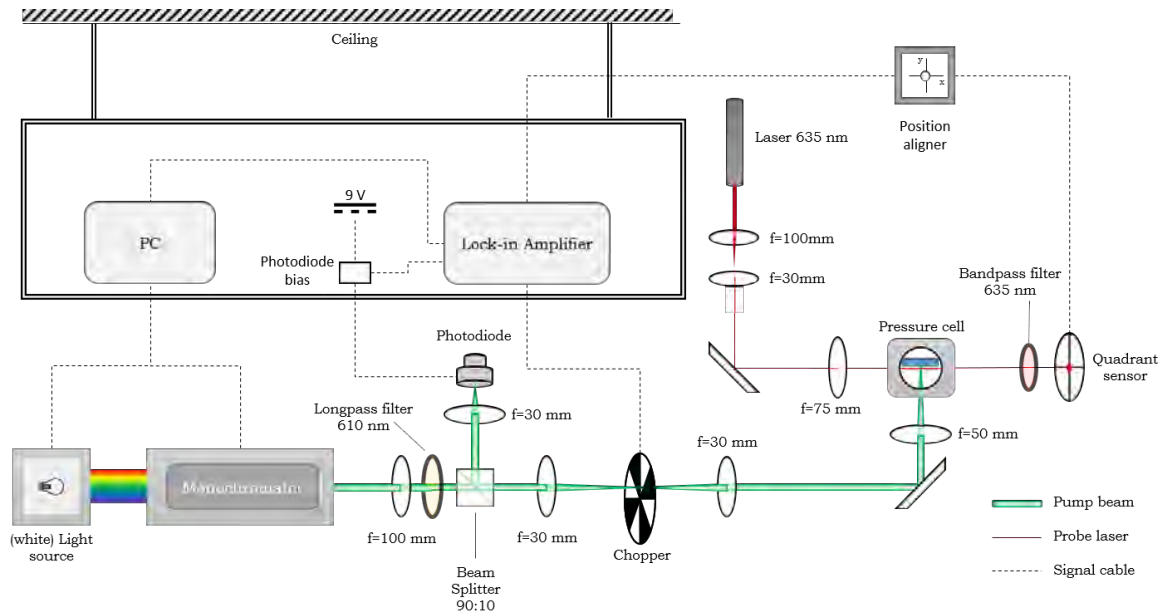 Ceiling
y
x
Position
aligner
Laser 635 nm
9 V
PC
Lock-in Amplifier
Photodiode
bias
f=100mm
f=30mm
Bandpass filter
635 nm
Pressure cell
Quadrant
sensor
Photodiode
f=75 mm
Longpass filter
610 nm
f=30 mm
f=30 mm
f=50 mm
(white) Light
source
f=100 mm
f=30 mm
Chopper
Beam
Splitter
90:10
Pump beam
Probe laser
Signal cable